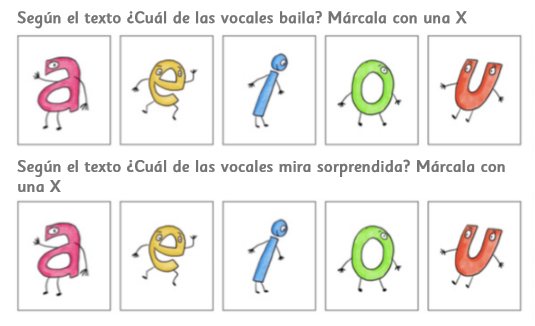 Según el texto ¿Cuál de las vocales baila? Márcala con una X
a e i o u
Según el texto ¿Cuál de las vocales mira sorprendida? Márcala con
una X
a e i o u